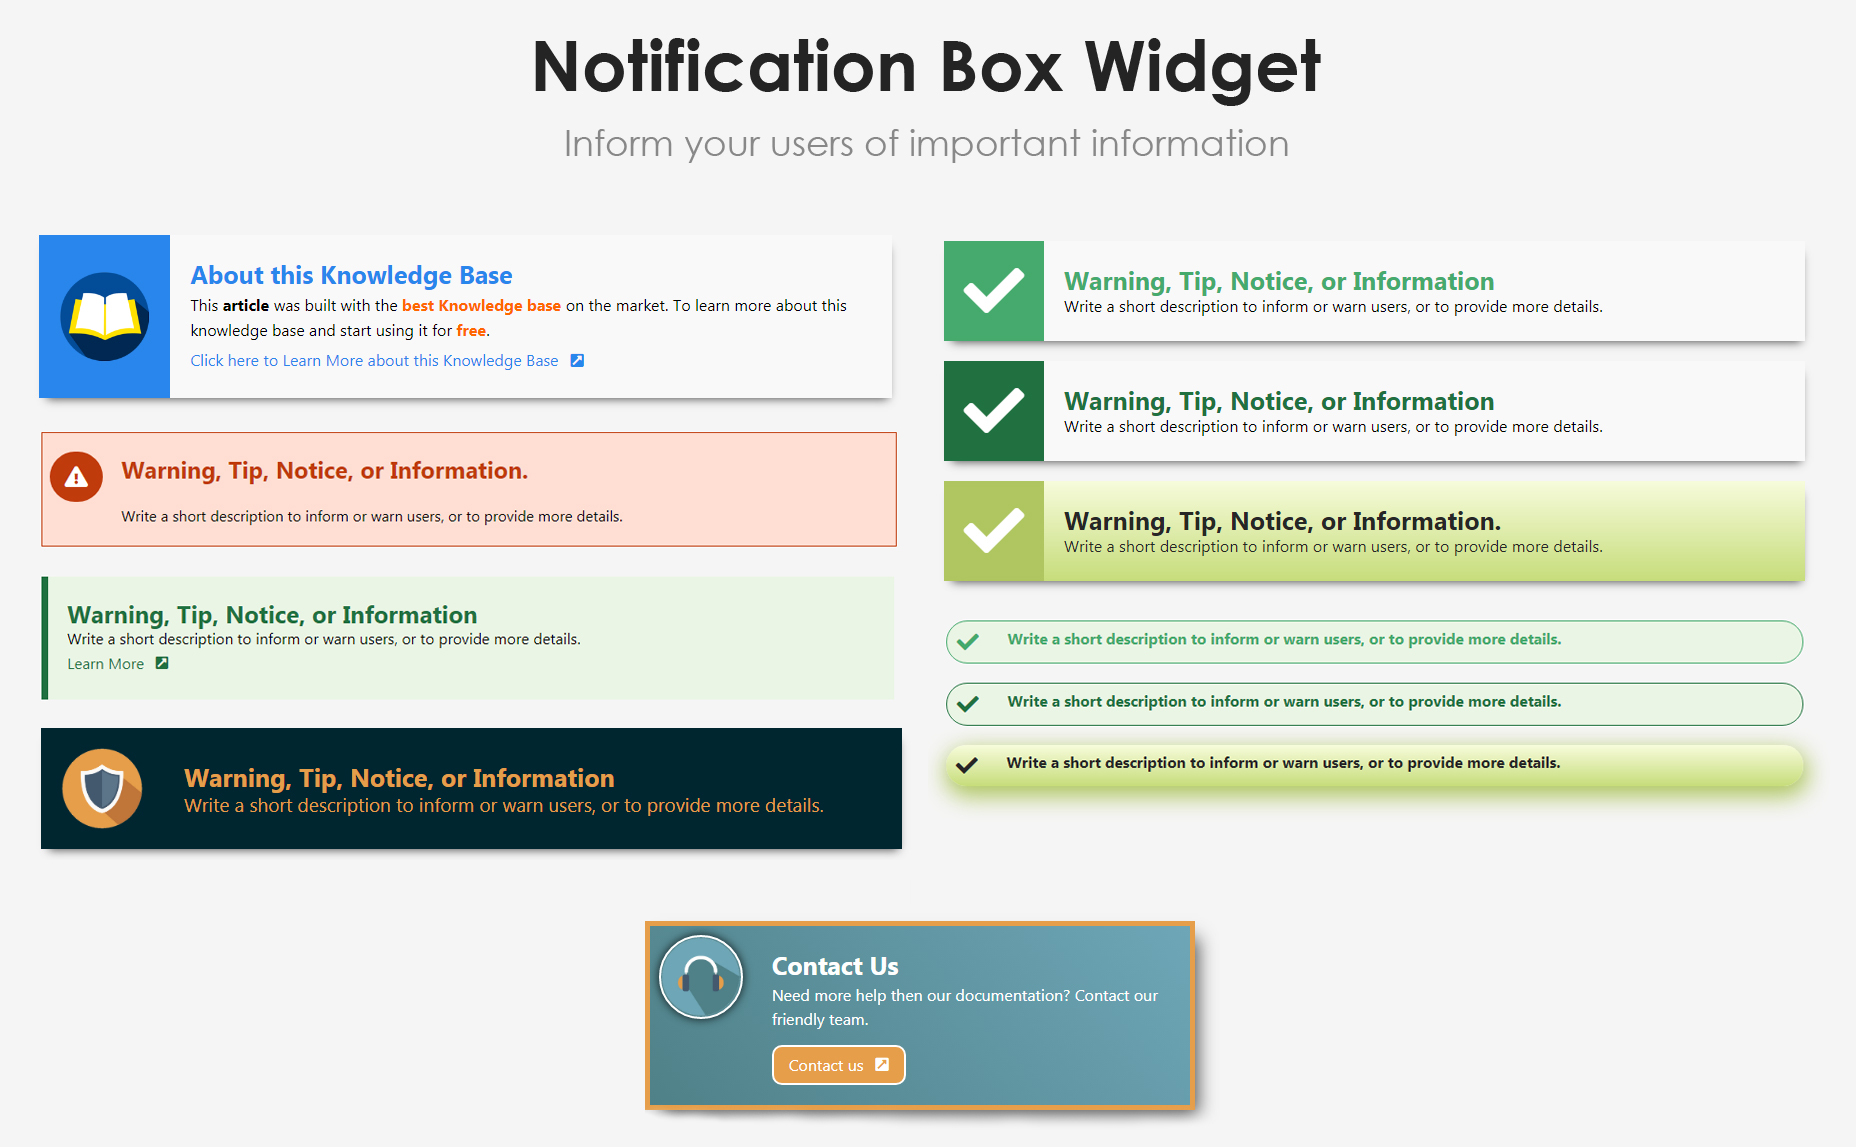 Notification Box Widget
Inform your users of important information
About this Knowledge Base
This article was built with the best Knowledge base on the market. To learn more about this
knowledge base and start using it for free.
Click here to Learn More about this Knowledge Base
Warning, Tip, Notice, or Information.
Write a short description to inform or warn users, or to provide more details.
Warning, Tip, Notice, or Information
Write a short description to inform or warn users, or to provide more details.
Learn More
Warning, Tip, Notice, or Information
Write a short description to inform or warn users, or to provide more details.
Warning, Tip, Notice, or Information
Write a short description to inform or warn users, or to provide more details.
Warning, Tip, Notice, or Information
Write a short description to inform or warn users, or to provide more details.
Warning, Tip, Notice, or Information.
Write a short description to inform or warn users, or to provide more details.
Write a short description to inform or warn users, or to provide more details.
Write a short description to inform or warn users, or to provide more details.
Write a short description to inform or warn users, or to provide more details.
Contact Us
Need more help then our documentation? Contact our
friendly team.
Contact us